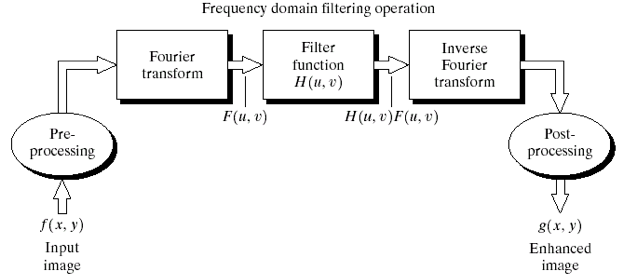 Frequency domain filtering operation
Fourier
transform
Filter
function
H(u, v)
Inverse
Fourier
transform
F(u, v)
H(u, v)F(u, v)
Pre-
processing
Post-
processing
f(x, y)
Input
image
g(x, y)
Enhanced
image